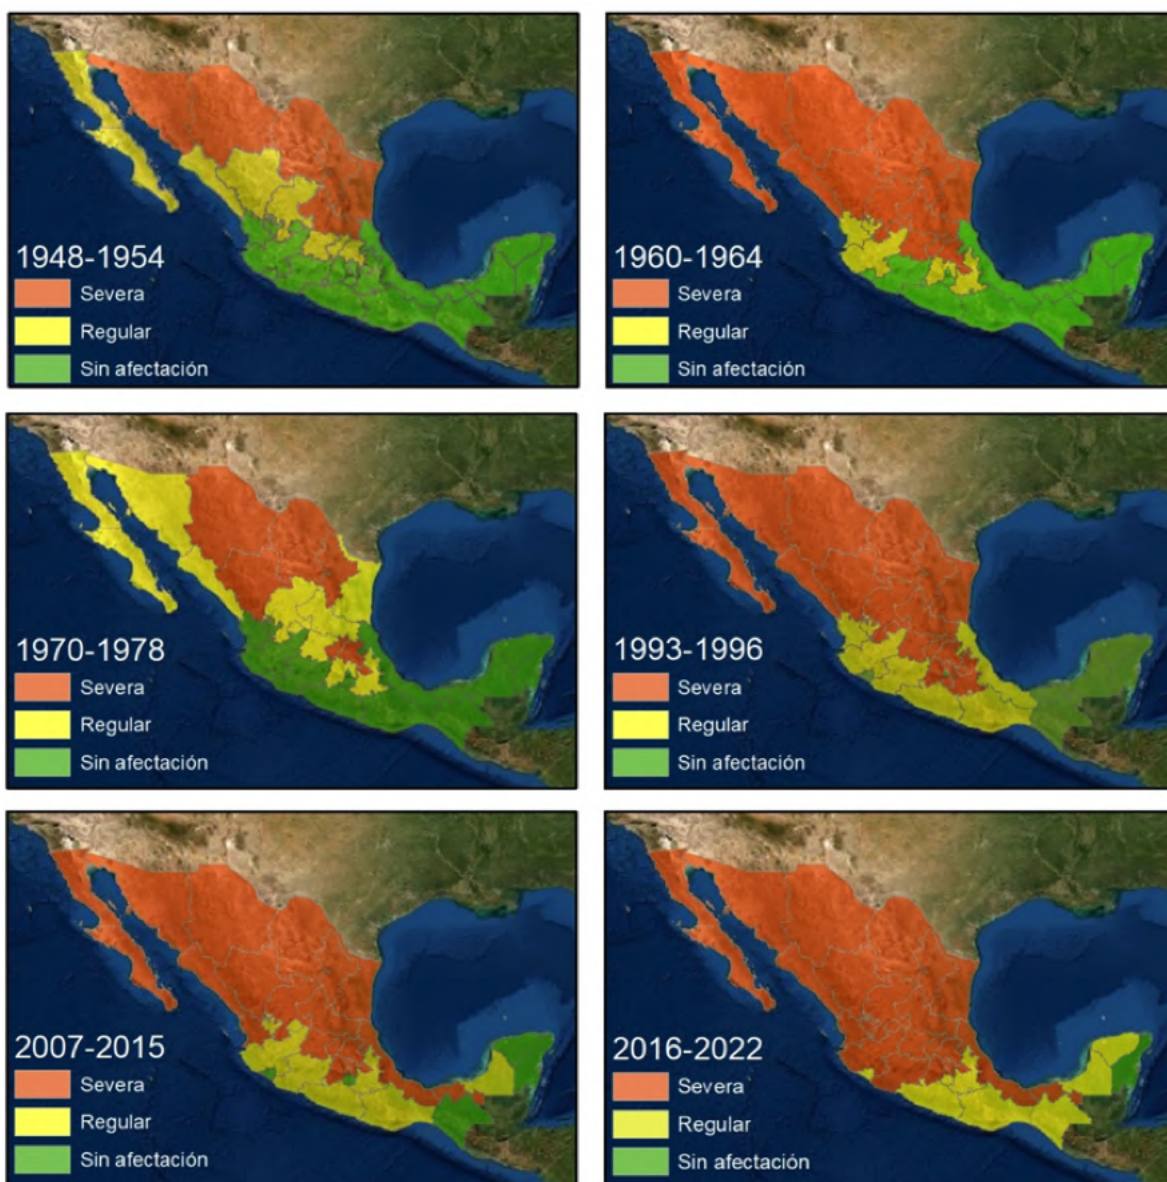 1948-1954
Severa
Regular
Sin afectación
1960-1964
Severa
Regular
Sin afectación
1970-1978
Severa
Regular
Sin afectación
1993-1996
Severa
Regular
Sin afectación
2007-2015
Severa
Regular
Sin afectación
2016-2022
Severa
Regular
Sin afectación